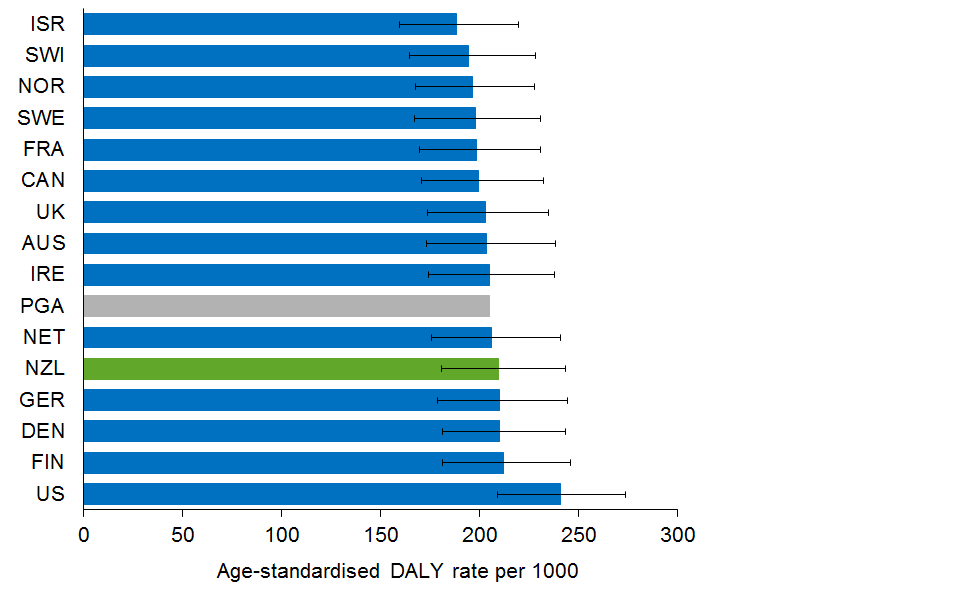 ISR
SWI
NOR
SWE
FRA
CAN
UK
AUS
IRE
PGA
NET
NZL
GER
DEN
FIN
US
0 50 100 150 200 250 300
Age-standardised DALY rate per 1000